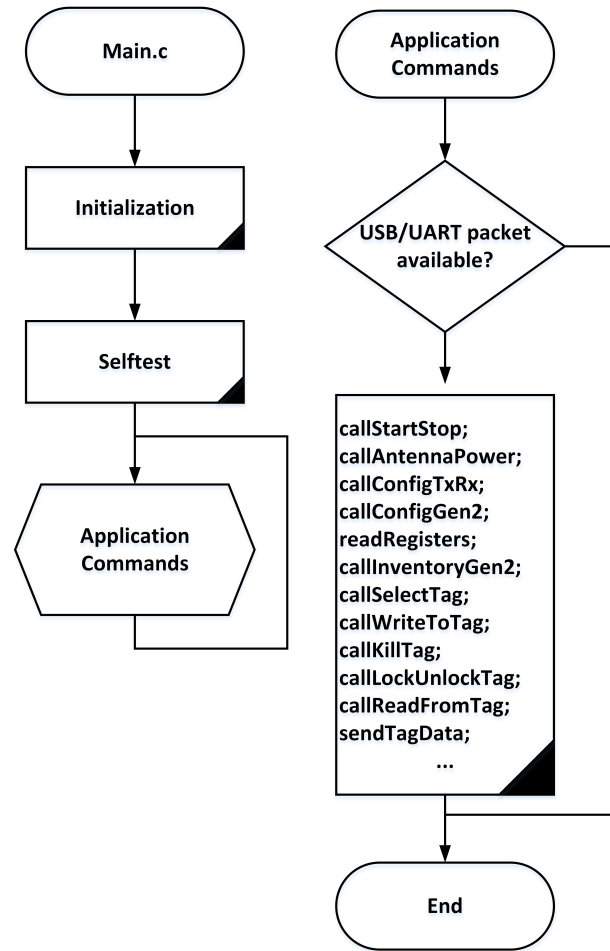 Main.c
Initialization
Selftest
Application
Commands
Application
Commands
USB/UART packet
available?
callStartStop;
callAntennaPower;
callConfigTxRx;
callConfigGen2;
readRegisters;
callInventoryGen2;
callSelectTag;
callWriteToTag;
callKillTag;
callLockUnlockTag;
callReadFromTag;
sendTagData;
...
End